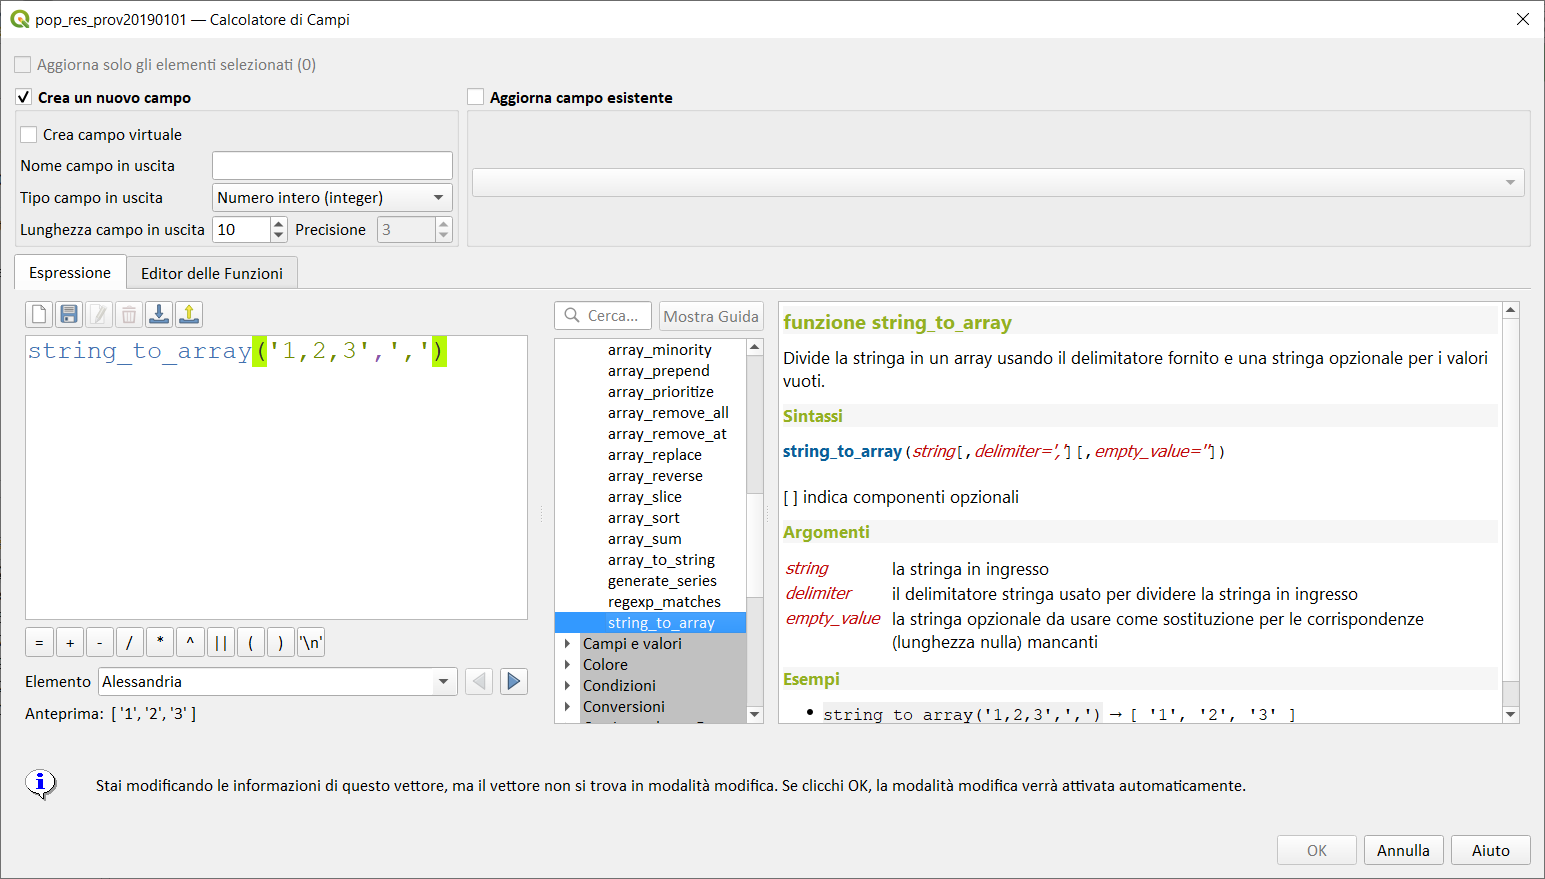 pop_res_prov20190101 — Calcolatore di Campi
Aggiorna solo gli elementi selezionati (0)
Crea un nuovo campo
Aggiorna campo esistente
Crea campo virtuale
Nome campo in uscita
Tipo campo in uscita Numero intero (integer)
Lunghezza campo in uscita 10 Precisione 3
Espressione Editor delle Funzioni
Cerca... Mostra Guida
string_to_array('1,2,3',',')
= + - / * ^ || ( ) '\n'
Elemento Alessandria
Anteprima: [ '1', '2', '3' ]
array_minority
array_prepend
array_prioritize
array_remove_all
array_remove_at
array_replace
array_reverse
array_slice
array_sort
array_sum
array_to_string
generate_series
regexp_matches
string_to_array
Campi e valori
Colore
Condizioni
Conversioni
funzione string_to_array
Divide la stringa in un array usando il delimitatore fornito e una stringa opzionale per i valori
vuoti.
Sintassi
string_to_array(string[,delimiter=','][,empty_value=''])
[ ] indica componenti opzionali
Argomenti
string la stringa in ingresso
delimiter il delimitatore stringa usato per dividere la stringa in ingresso
empty_value la stringa opzionale da usare come sostituzione per le corrispondenze
(lunghezza nulla) mancanti
Esempi
• string_to_array('1,2,3',',') → [ '1', '2', '3' ]
Stai modificando le informazioni di questo vettore, ma il vettore non si trova in modalità modifica. Se clicchi OK, la modalità modifica verrà attivata automaticamente.
OK Annulla Aiuto